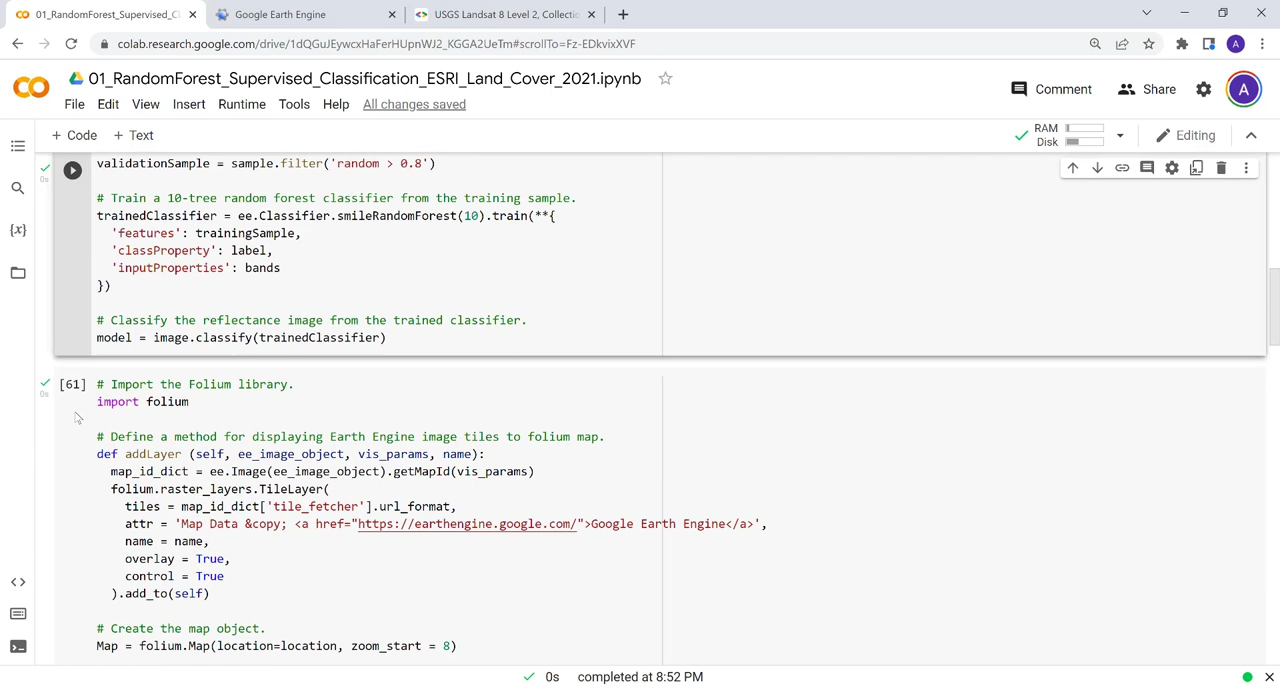 01_RandomForest_Supervised_Cl
Google Earth Engine
USGS Landsat 8 Level 2, Collectio
colab.research.google.com/drive/1dQGuJEywcxHaFerHUpnWJ2_KGGA2UeTm#scrollTo=Fz-EDkvixXVF
A
01_RandomForest_Supervised_Classification_ESRI_Land_Cover_2021.ipynb
File Edit View Insert Runtime Tools Help All changes saved
Comment Share A
+ Code + Text
RAM
Disk
Editing
validationSample = sample.filter('random > 0.8')
0s
# Train a 10-tree random forest classifier from the training sample.
trainedClassifier = ee.Classifier.smileRandomForest(10).train(**{
'features': trainingSample,
'classProperty': label,
'inputProperties': bands
})
# Classify the reflectance image from the trained classifier.
model = image.classify(trainedClassifier)
[61] # Import the Folium library.
0s
import folium
# Define a method for displaying Earth Engine image tiles to folium map.
def addLayer (self, ee_image_object, vis_params, name):
map_id_dict = ee.Image(ee_image_object).getMapId(vis_params)
folium.raster_layers.TileLayer(
tiles = map_id_dict['tile_fetcher'].url_format,
attr = 'Map Data &copy; <a href="https://earthengine.google.com/">Google Earth Engine</a>',
name = name,
overlay = True,
control = True
).add_to(self)
# Create the map object.
Map = folium.Map(location=location, zoom_start = 8)
0s completed at 8:52 PM